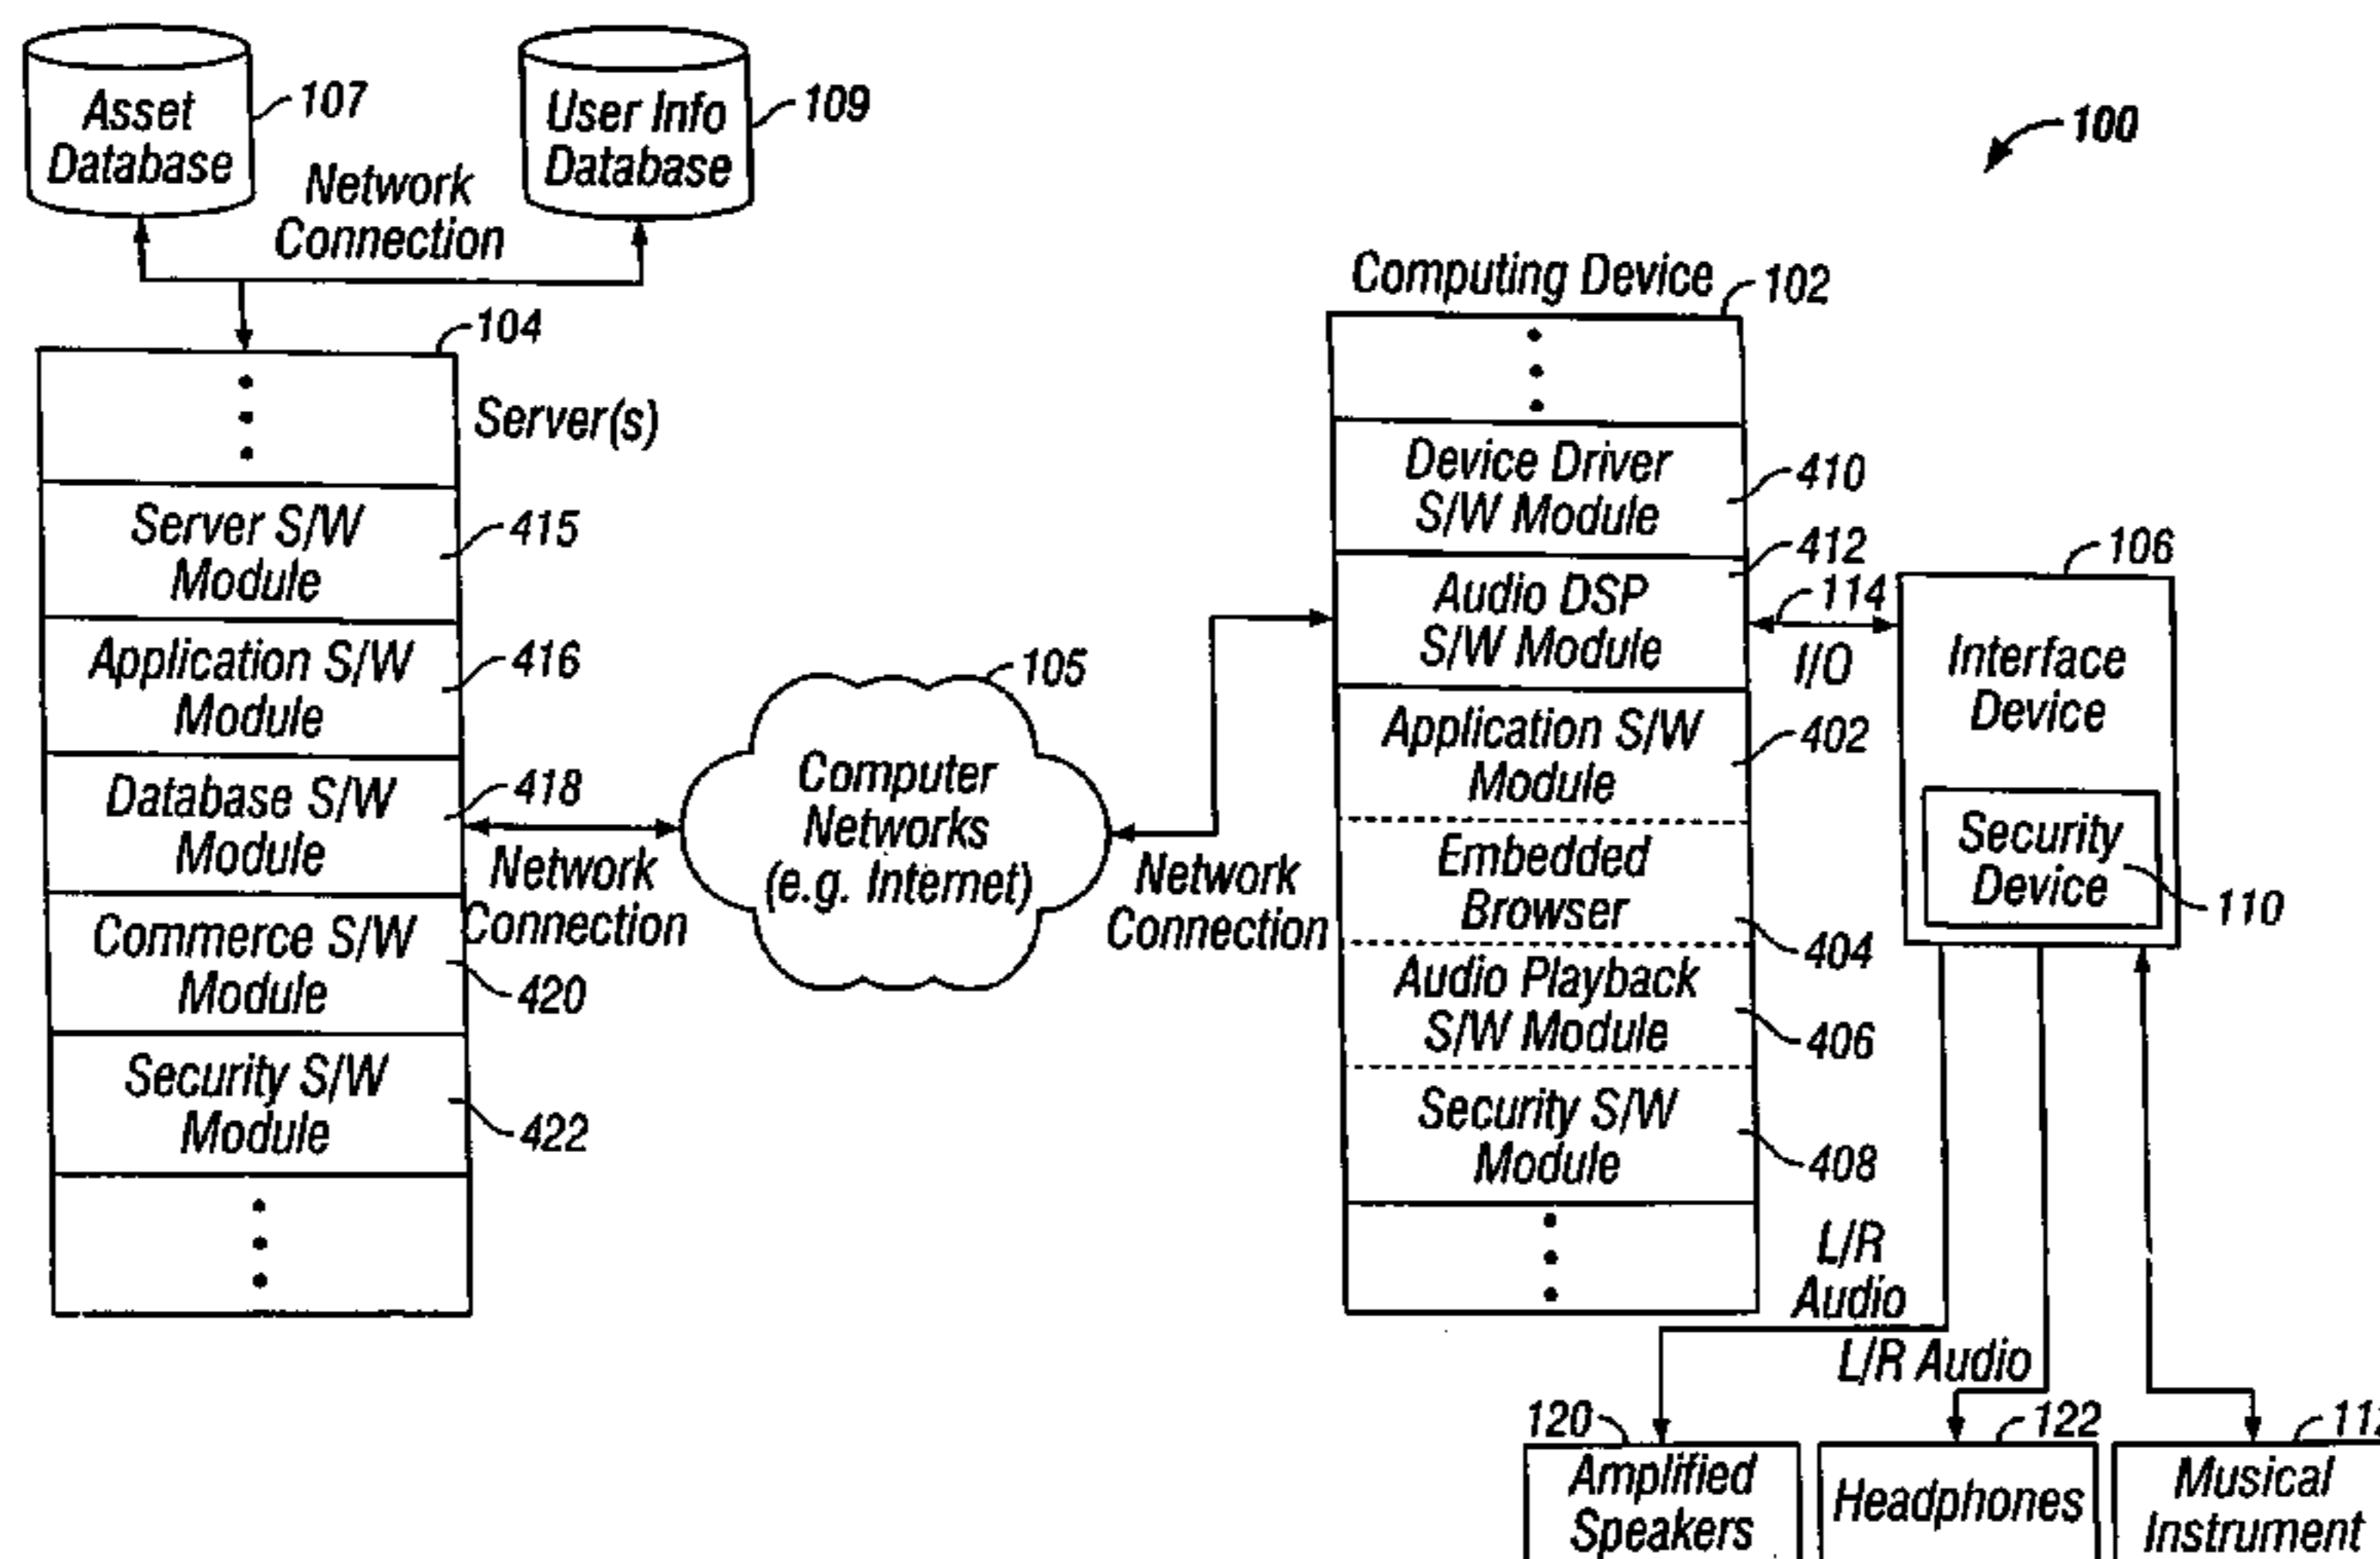 Asset
Database
107
User Info
Database
109
Network
Connection
100
104
Server(s)
Server S/W
Module
415
Application S/W
Module
416
Database S/W
Module
418
Commerce S/W
Module
420
Security S/W
Module
422
Network
Connection
105
Computer
Networks
(e.g. Internet)
Network
Connection
Computing Device
102
Device Driver
S/W Module
410
Audio DSP
S/W Module
412
Application S/W
Module
402
Embedded
Browser
404
Audio Playback
S/W Module
406
Security S/W
Module
408
114
I/O
106
Interface
Device
Security
Device
110
L/R
Audio
L/R Audio
120
Amplified
Speakers
122
Headphones
112
Musical
Instrument